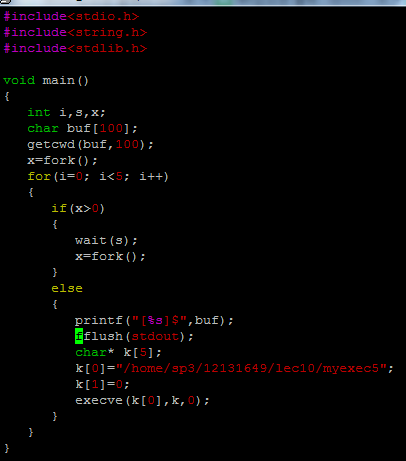 #include<stdio.h>
#include<string.h>
#include<stdlib.h>

void main()
{
   int i,s,x;
   char buf[100];
   getcwd(buf,100);
   x=fork();
   for(i=0; i<5; i++)
   {
      if(x>0)
      {
         wait(s);
         x=fork();
      }
      else
      {
         printf("[%s]$",buf);
         fflush(stdout);
         char* k[5];
         k[0]="/home/sp3/12131649/lec10/myexec5";
         k[1]=0;
         execve(k[0],k,0);
      }
   }
}